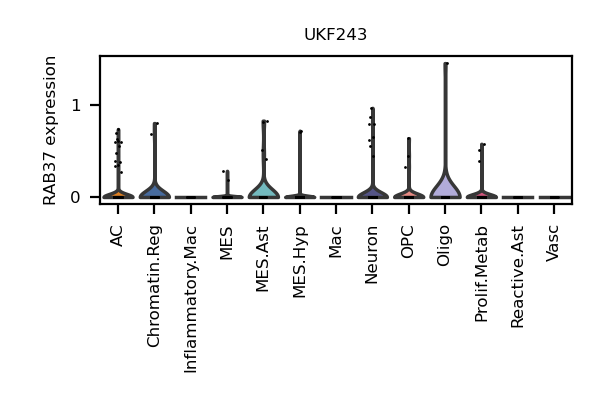 UKF243
RAB37 expression
1
0
AC
Chromatin.Reg
Inflammatory.Mac
MES
MES.Ast
MES.Hyp
Mac
Neuron
OPC
Oligo
Prolif.Metab
Reactive.Ast
Vasc